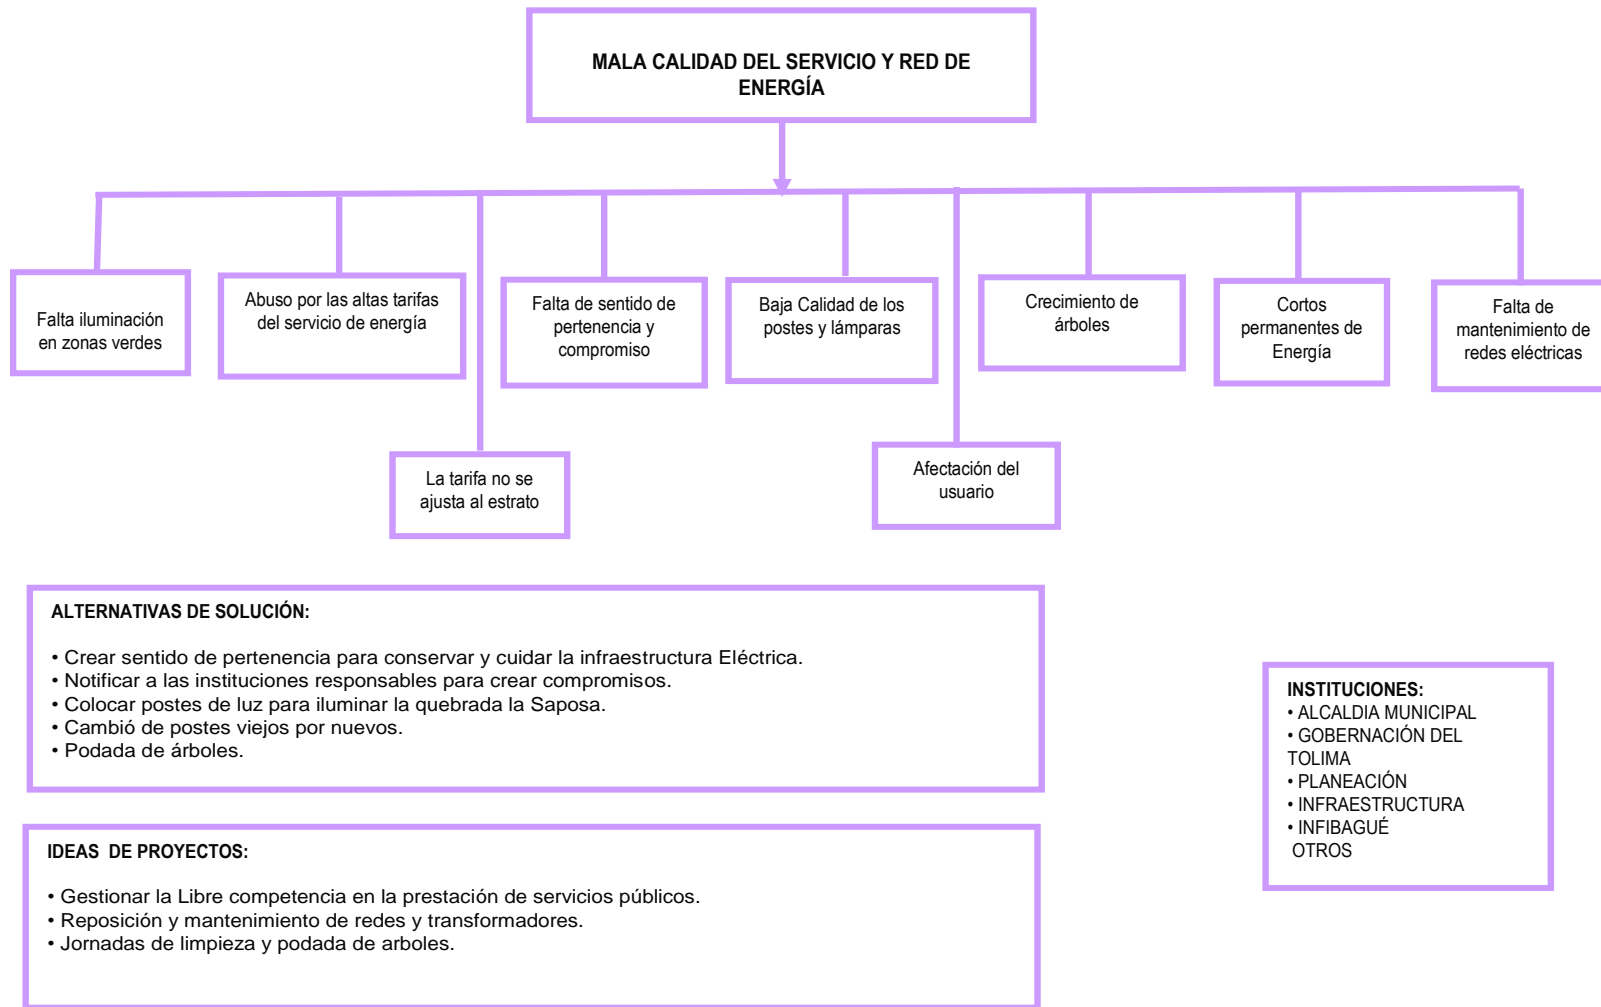 MALA CALIDAD DEL SERVICIO Y RED DE
ENERGÍA
Falta iluminación
en zonas verdes
Abuso por las altas tarifas
del servicio de energía
Falta de sentido de
pertenencia y
compromiso
Baja Calidad de los
postes y lámparas
Crecimiento de
árboles
Cortos
permanentes de
Energía
Falta de
mantenimiento de
redes eléctricas
La tarifa no se
ajusta al estrato
Afectación del
usuario
ALTERNATIVAS DE SOLUCIÓN:
• Crear sentido de pertenencia para conservar y cuidar la infraestructura Eléctrica.
• Notificar a las instituciones responsables para crear compromisos.
• Colocar postes de luz para iluminar la quebrada la Saposa.
• Cambió de postes viejos por nuevos.
• Podada de árboles.
INSTITUCIONES:
• ALCALDIA MUNICIPAL
• GOBERNACIÓN DEL
TOLIMA
• PLANEACIÓN
• INFRAESTRUCTURA
• INFIBAGUÉ
OTROS
IDEAS  DE PROYECTOS:
• Gestionar la Libre competencia en la prestación de servicios públicos.
• Reposición y mantenimiento de redes y transformadores.
• Jornadas de limpieza y podada de arboles.